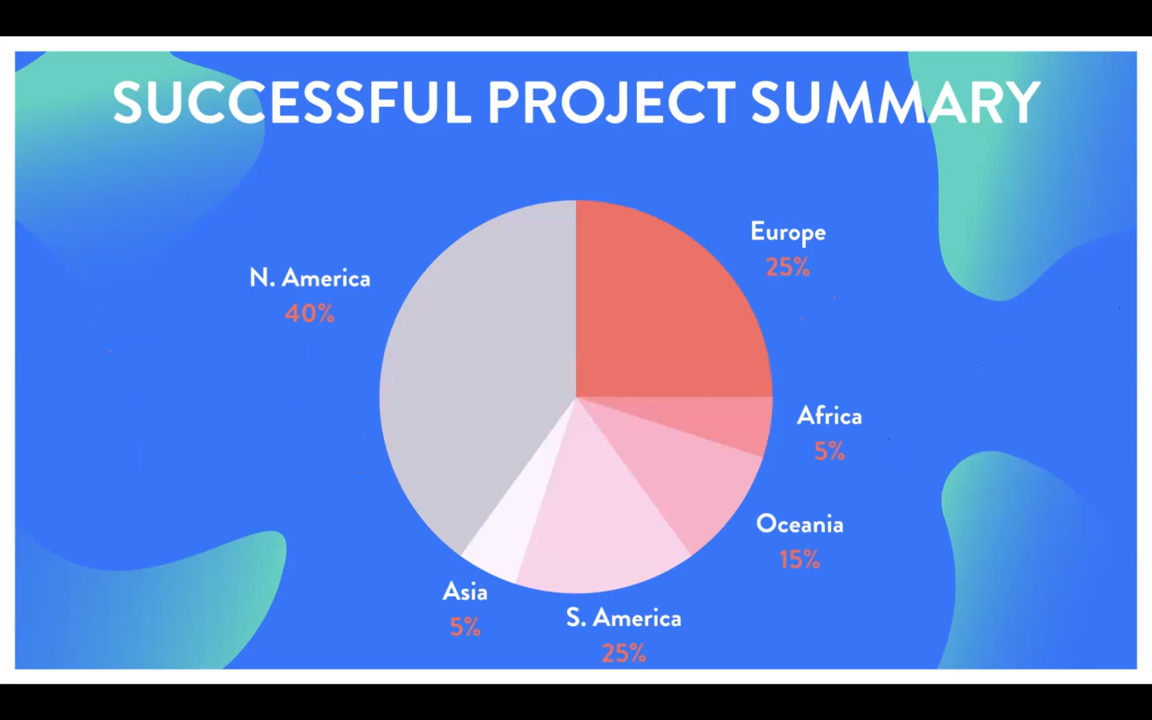 SUCCESSFUL PROJECT SUMMARY
Europe
25%
N. America
40%
Africa
5%
Oceania
15%
Asia
5%
S. America
25%